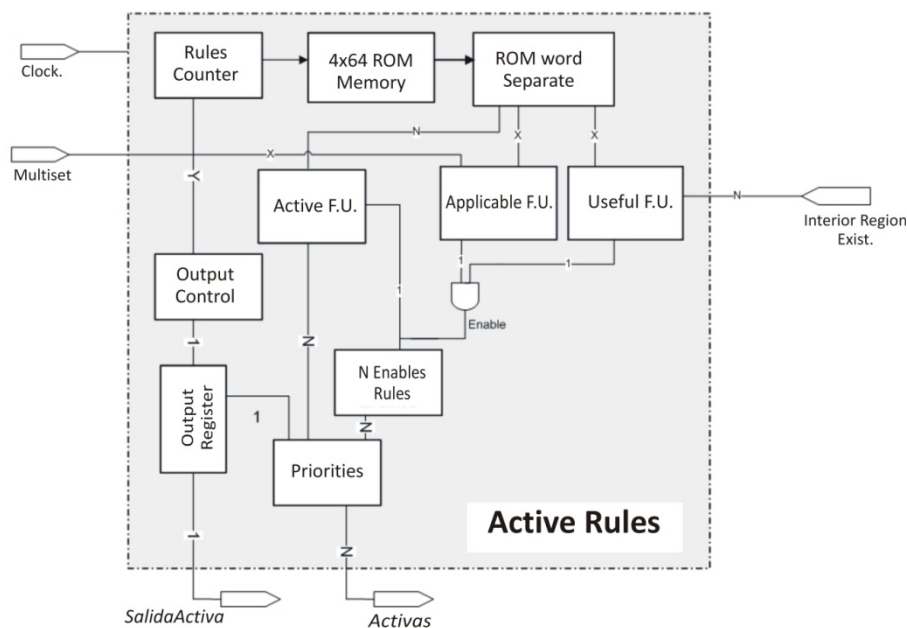 Clock.
Rules
Counter
4x64 ROM
Memory
ROM word
Separate
N
X
X
Multiset
X
Y
Active F.U.
Applicable F.U.
Useful F.U.
N
Interior Region
Exist.
Output
Control
1
1
1
Enable
1
N
N Enables
Rules
Output
Register
1
N
Priorities
Active Rules
1
N
SalidaActiva
Activas